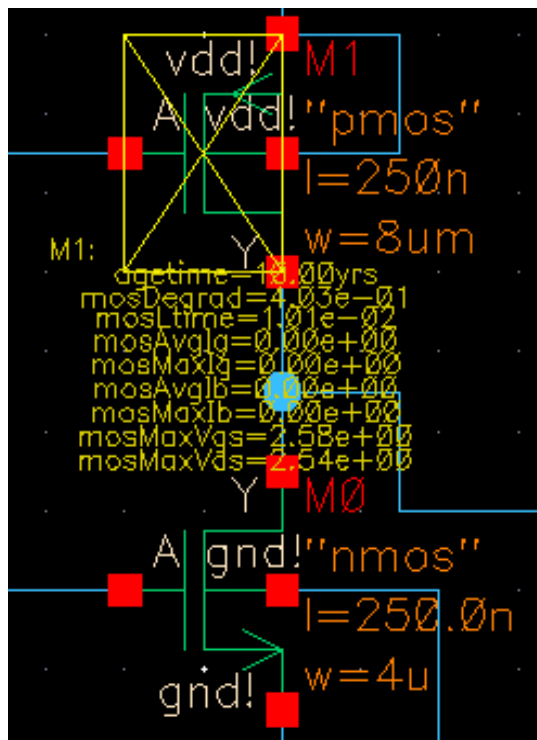 vdd!
M1
A
vdd!
"pmos"
l=250n
w=8um
Y
M1:
agetime=10.00yrs
mosDegrad=4.03e-01
mosLtime=1.01e-02
mosAvgIg=0.00e+00
mosMaxIg=0.00e+00
mosAvgIb=0.00e+00
mosMaxIb=0.00e+00
mosMaxVgs=2.58e+00
mosMaxVds=2.54e+00
Y
M0
A
gnd!
"nmos"
l=250.0n
w=4u
gnd!